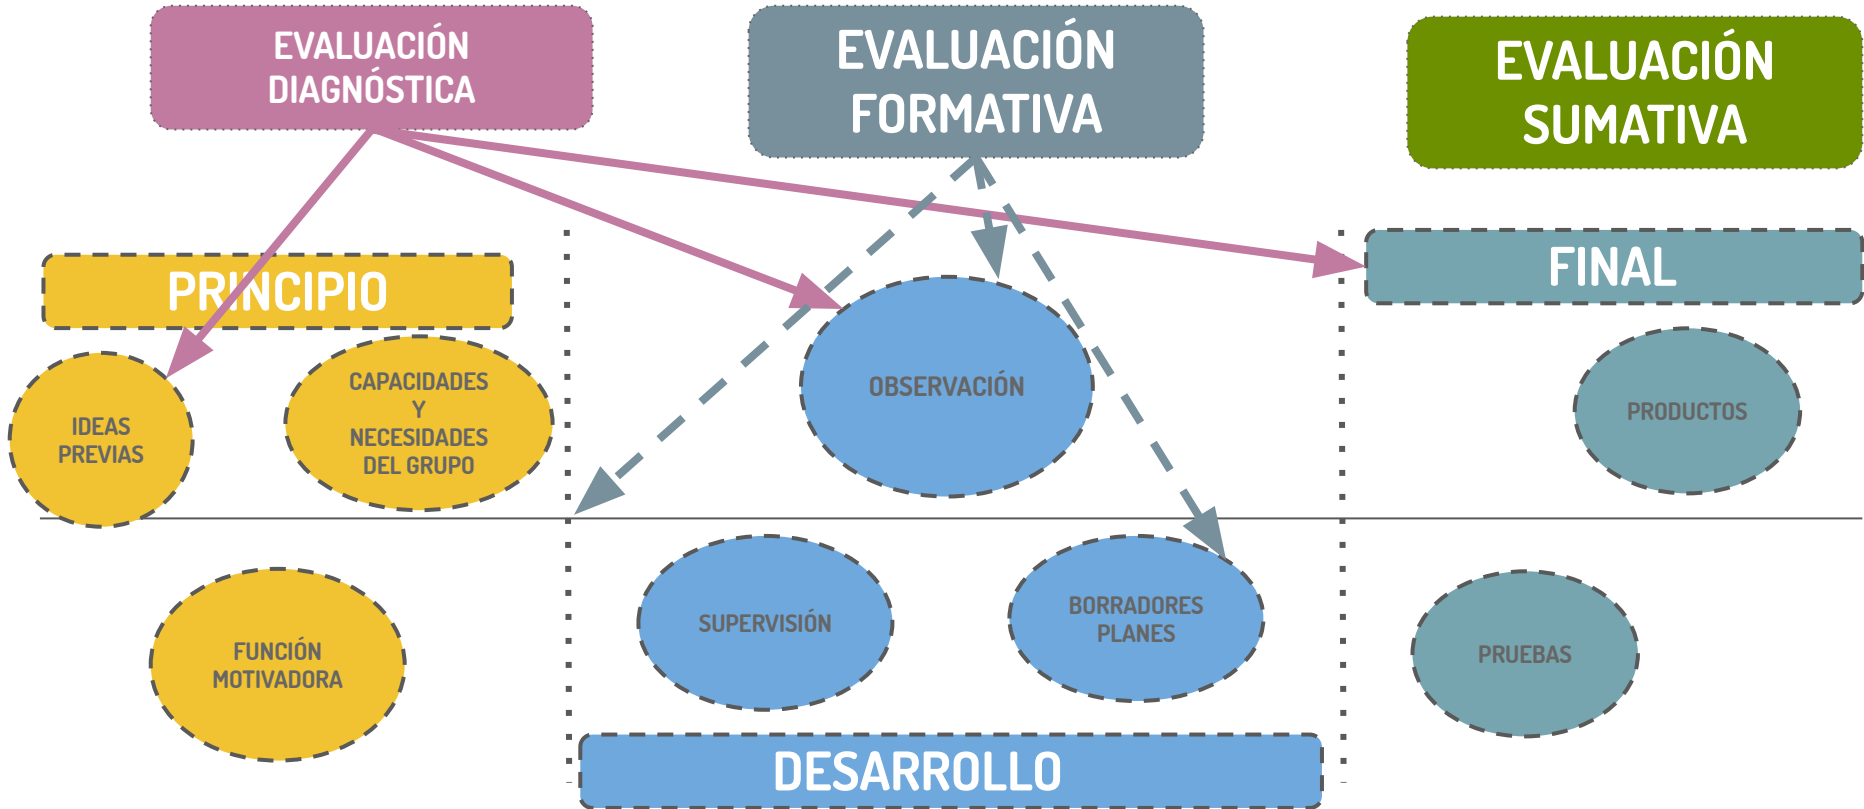 EVALUACIÓN
DIAGNÓSTICA
EVALUACIÓN
FORMATIVA
EVALUACIÓN
SUMATIVA
PRINCIPIO
FINAL
IDEAS
PREVIAS
CAPACIDADES
Y
NECESIDADES
DEL GRUPO
OBSERVACIÓN
PRODUCTOS
FUNCIÓN
MOTIVADORA
SUPERVISIÓN
BORRADORES
PLANES
PRUEBAS
DESARROLLO